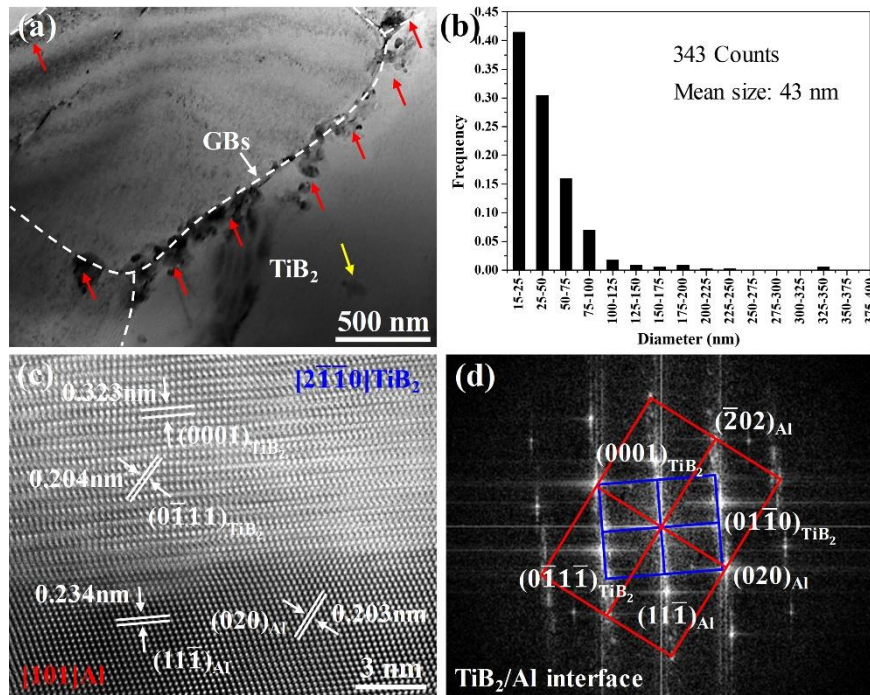 (a)
GBs
TiB₂
500 nm
(b)
343 Counts
Mean size: 43 nm
Frequency
0.45
0.40
0.35
0.30
0.25
0.20
0.15
0.10
0.05
0.00
15-25
25-50
50-75
75-100
100-125
125-150
150-175
175-200
200-225
225-250
250-275
275-300
300-325
325-350
350-375
375-400
Diameter (nm)
(c)
[21̄1̄0]TiB₂
0.323nm
(0001)TiB₂
0.204nm
(01̄11)TiB₂
0.234nm
(111̄)Al
(020)Al
0.203nm
[101]Al
3 nm
(d)
(2̄02)Al
(0001)TiB₂
(011̄0)TiB₂
(01̄11̄)TiB₂
(020)Al
(111̄)Al
TiB₂/Al interface